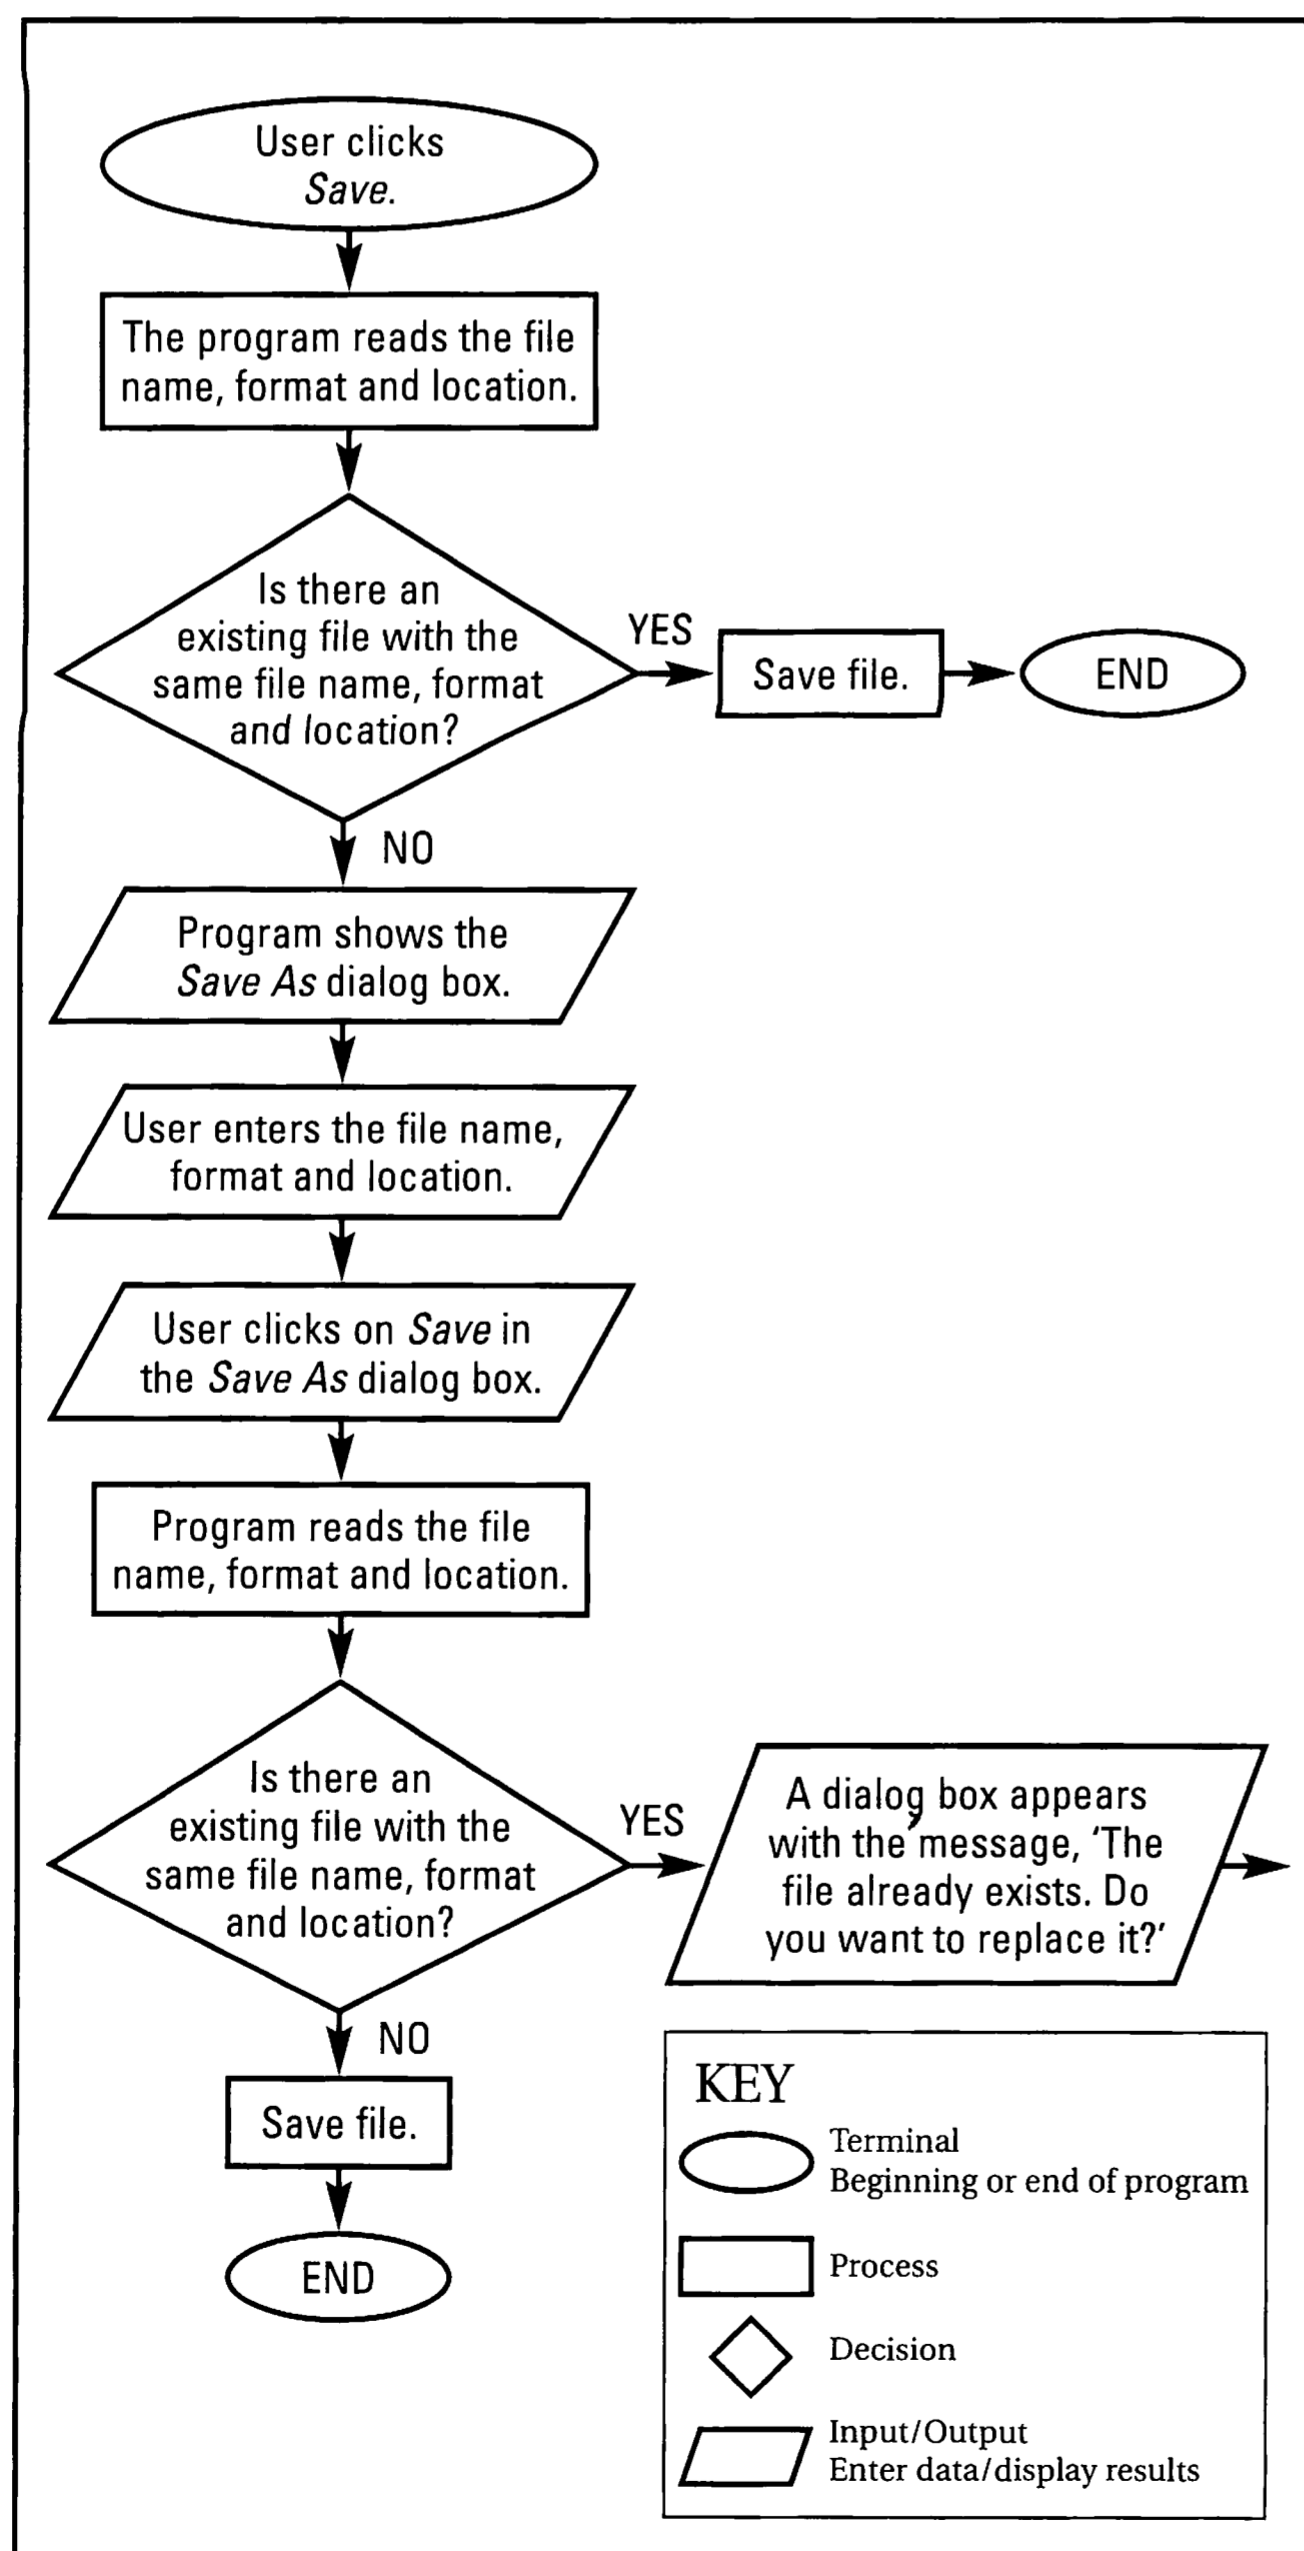 User clicks
Save.
The program reads the file
name, format and location.
Is there an
existing file with the
same file name, format
and location?
YES
Save file.
END
NO
Program shows the
Save As dialog box.
User enters the file name,
format and location.
User clicks on Save in
the Save As dialog box.
Program reads the file
name, format and location.
Is there an
existing file with the
same file name, format
and location?
YES
A dialog box appears
with the message, ‘The
file already exists. Do
you want to replace it?’
NO
Save file.
END
KEY
Terminal
Beginning or end of program
Process
Decision
Input/Output
Enter data/display results